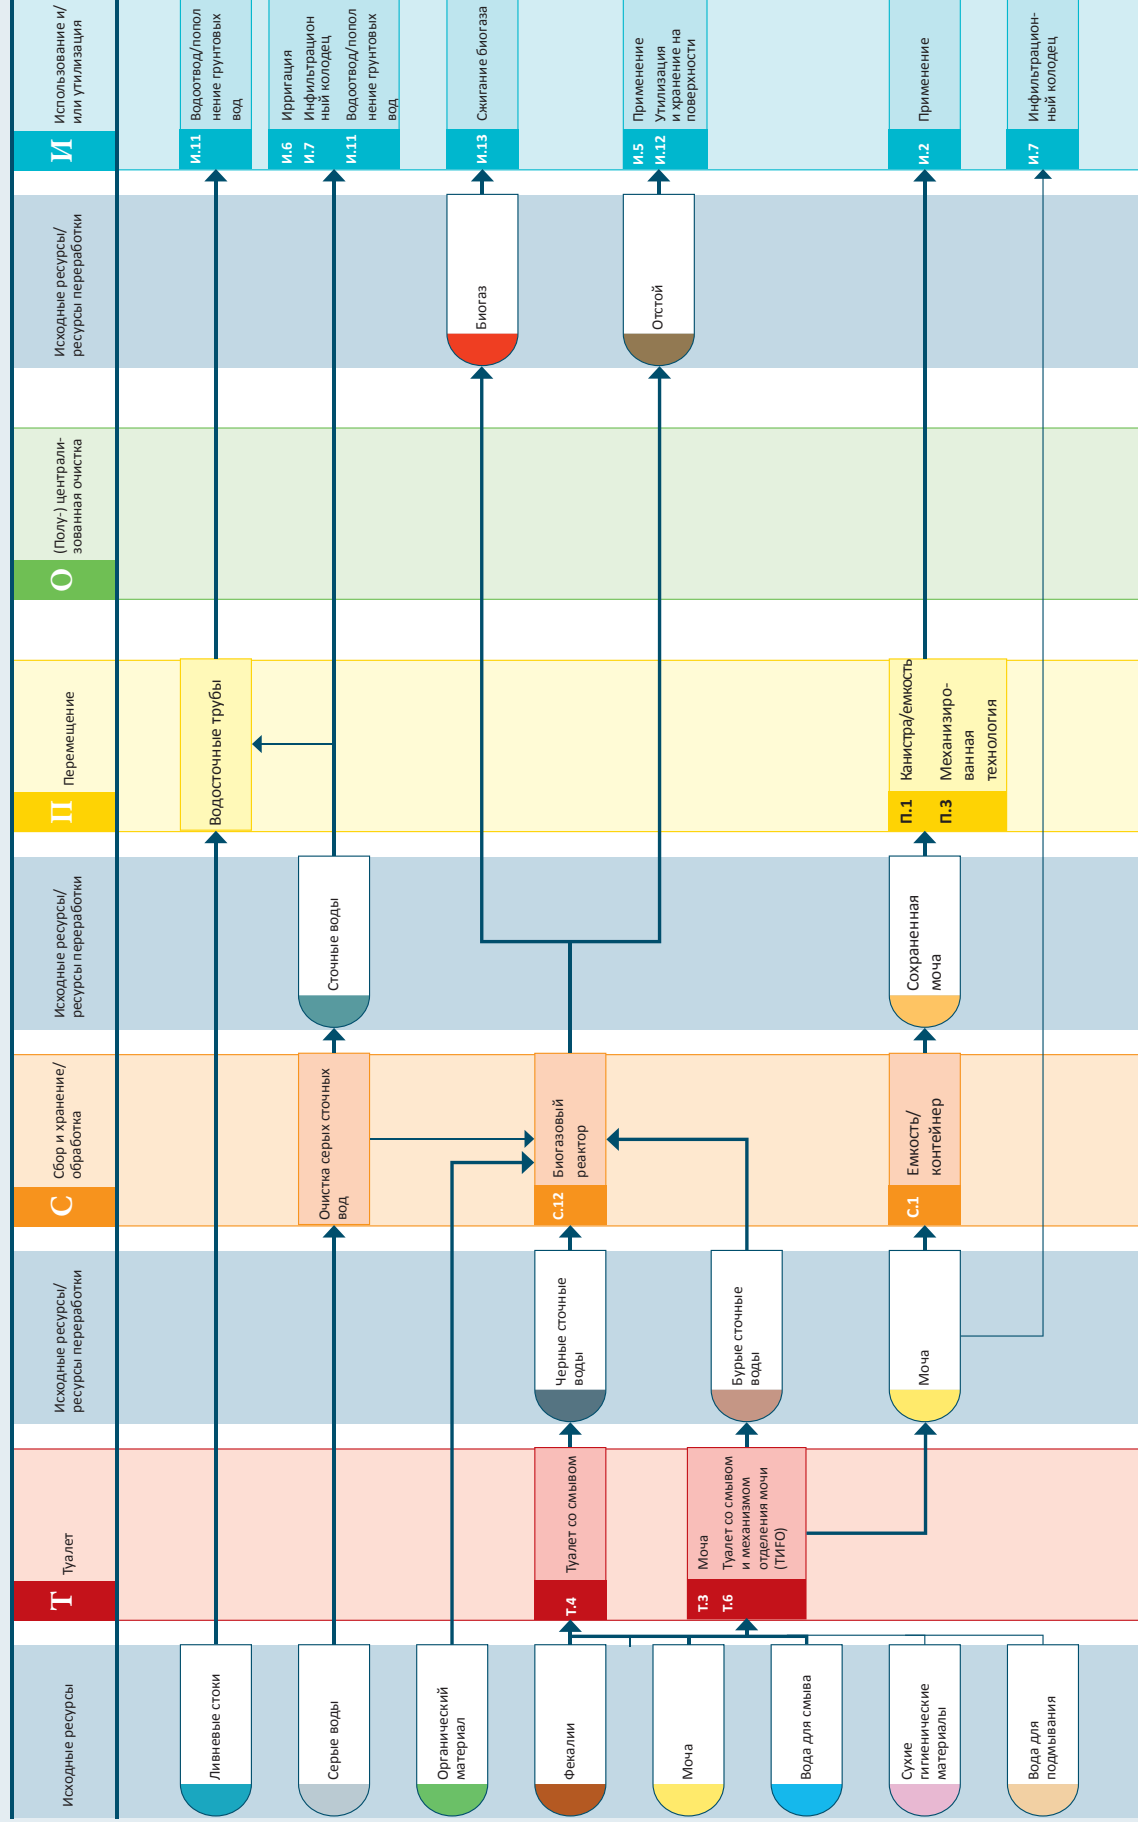 Исходные ресурсы
Т
Туалет
Исходные ресурсы/
ресурсы переработки
С
Сбор и хранение/
обработка
Исходные ресурсы/
ресурсы переработки
П
Перемещение
О
(Полу-) централи-
зованная очистка
Исходные ресурсы/
ресурсы переработки
И
Использование и/
или утилизация
Ливневые стоки
Водосточные трубы
И.11
Водоотвод/попол
нение грунтовых
вод
Серые воды
Очистка серых сточных
вод
Сточные воды
И.6
Ирригация
И.7
Инфильтрацион
ный колодец
И.11
Водоотвод/попол
нение грунтовых
вод
Органический
материал
Биогаз
И.13
Сжигание биогаза
Фекалии
Т.4
Туалет со смывом
Черные сточные
воды
С.12
Биогазовый
реактор
Отстой
И.5
Применение
И.12
Утилизация
и хранение на
поверхности
Моча
Т.3
Моча
Т.6
Туалет со смывом
и механизмом
отделения мочи
(ТИFО)
Бурые сточные
воды
Вода для смыва
Сухие
гигиенические
материалы
Моча
С.1
Емкость/
контейнер
Сохраненная
моча
П.1
Канистра/емкость
П.3
Механизиро-
ванная
технология
И.2
Применение
Вода для
подмывания
И.7
Инфильтрацион-
ный колодец